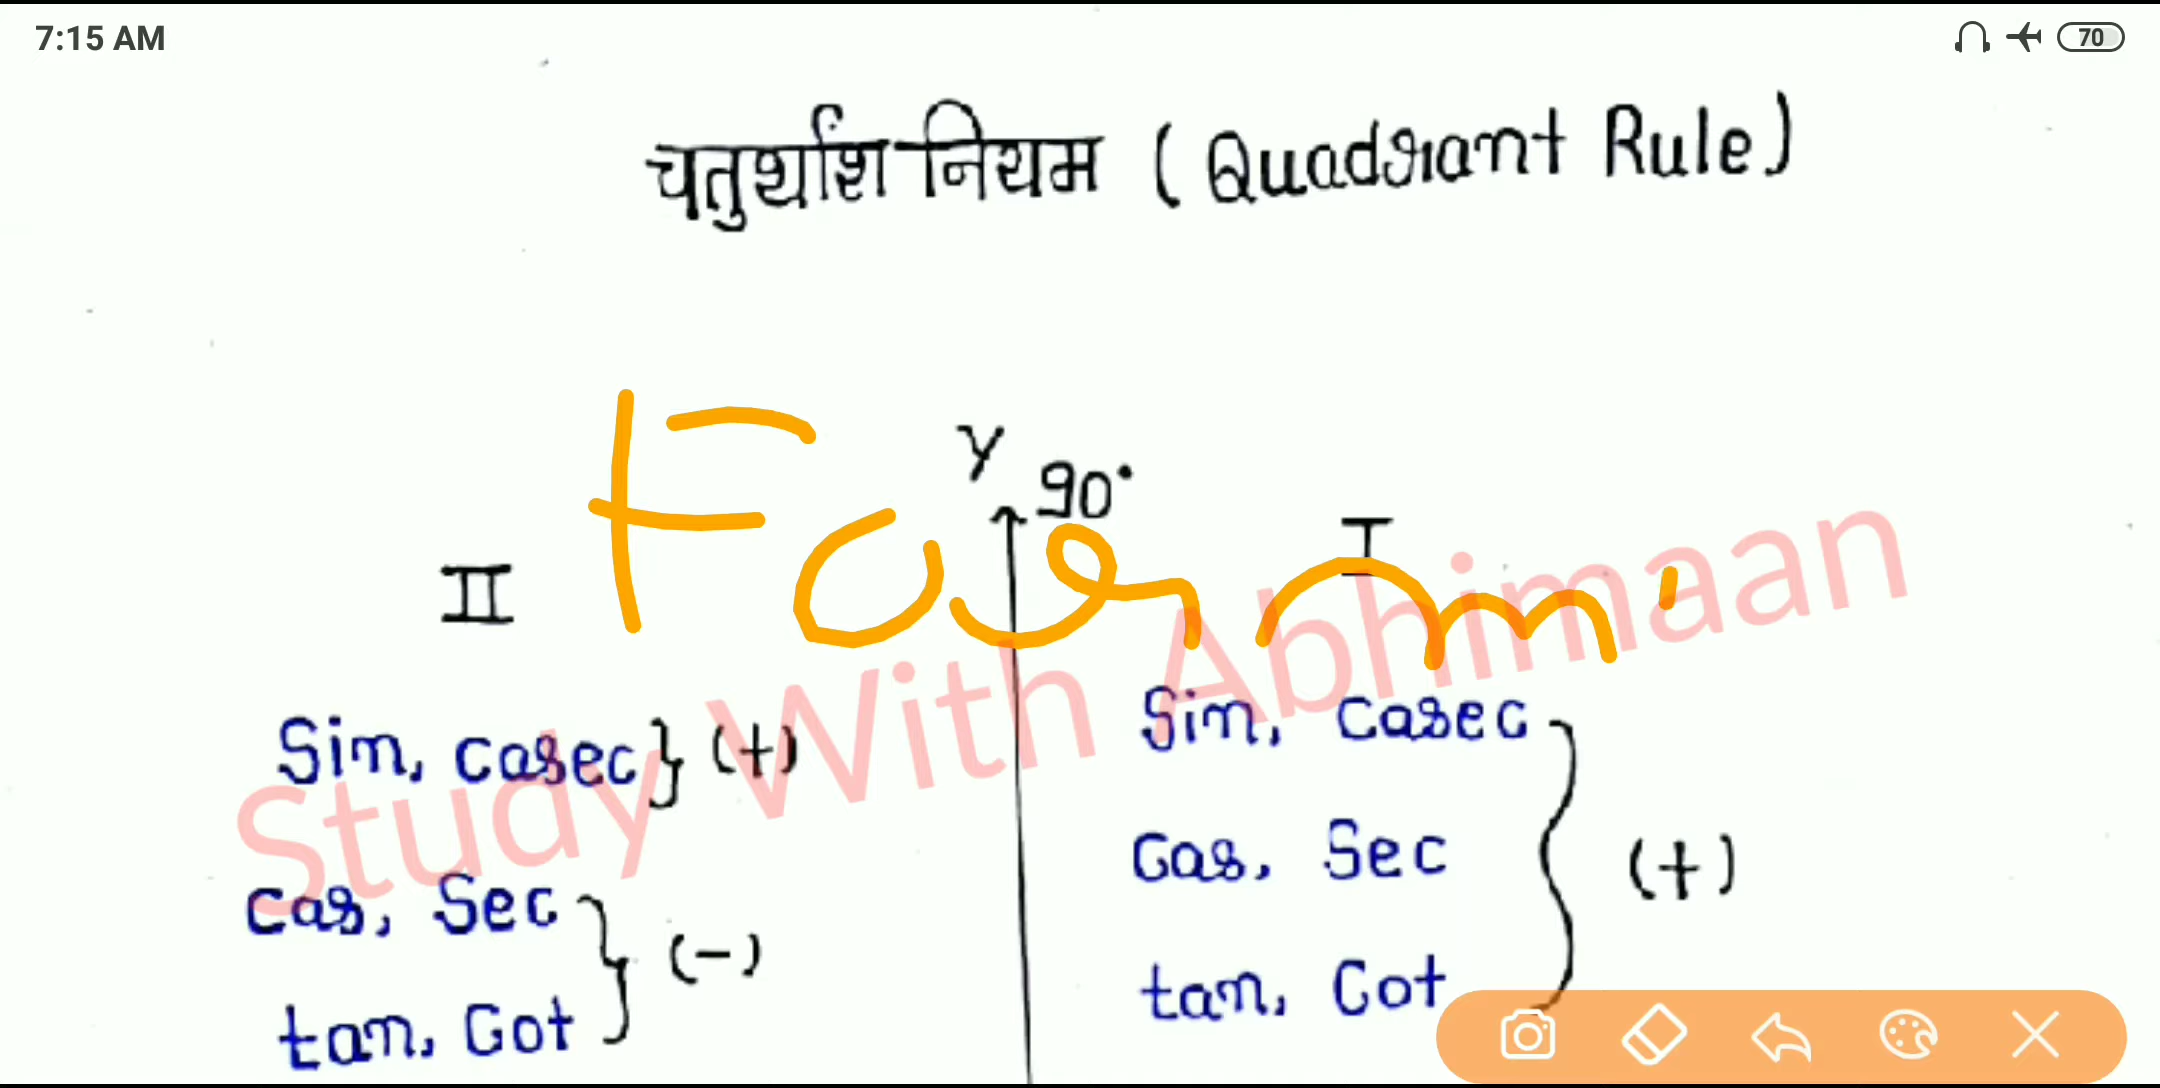 7:15 AM
70
चतुर्थांश नियम ( Quadrant Rule )
Y 90°
II
I
Sin, cosec } (+)
Sin, cosec
Cos, Sec
(+)
Cos, Sec
(-)
tan, Cot
tan, Cot
Study With Abhimaan